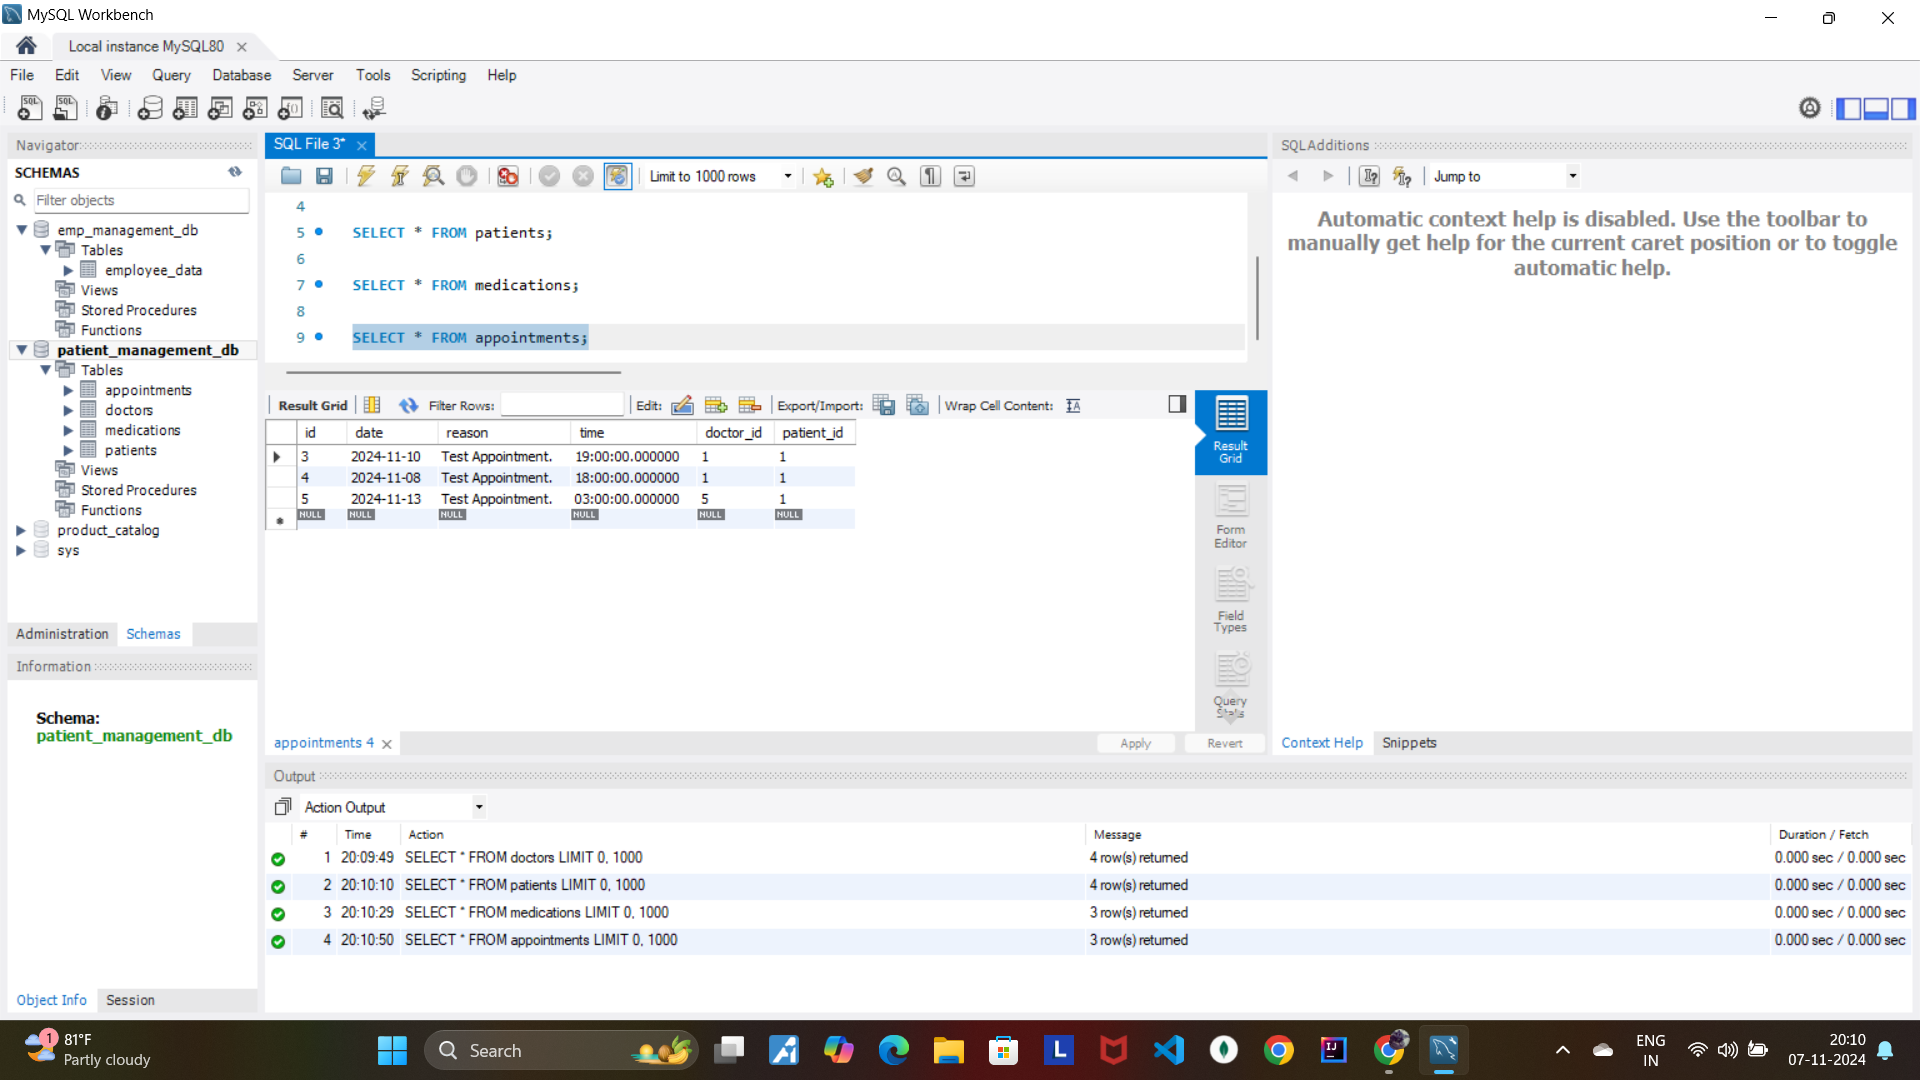 MySQL Workbench
Local instance MySQL80
File Edit View Query Database Server Tools Scripting Help
Navigator
SCHEMAS
Filter objects
emp_management_db
Tables
employee_data
Views
Stored Procedures
Functions
patient_management_db
Tables
appointments
doctors
medications
patients
Views
Stored Procedures
Functions
product_catalog
sys
Administration Schemas
Information
Schema:
patient_management_db
Object Info Session
SQL File 3*
Limit to 1000 rows
4
5 SELECT * FROM patients;
6
7 SELECT * FROM medications;
8
9 SELECT * FROM appointments;
Result Grid Filter Rows: Edit: Export/Import: Wrap Cell Content:
id date reason time doctor_id patient_id
3 2024-11-10 Test Appointment. 19:00:00.000000 1 1
4 2024-11-08 Test Appointment. 18:00:00.000000 1 1
5 2024-11-13 Test Appointment. 03:00:00.000000 5 1
NULL NULL NULL NULL NULL NULL
Result
Grid
Form
Editor
Field
Types
Query
Stats
appointments 4
Apply Revert
SQLAdditions
Jump to
Automatic context help is disabled. Use the toolbar to
manually get help for the current caret position or to toggle
automatic help.
Context Help Snippets
Output
Action Output
# Time Action Message Duration / Fetch
1 20:09:49 SELECT * FROM doctors LIMIT 0, 1000 4 row(s) returned 0.000 sec / 0.000 sec
2 20:10:10 SELECT * FROM patients LIMIT 0, 1000 4 row(s) returned 0.000 sec / 0.000 sec
3 20:10:29 SELECT * FROM medications LIMIT 0, 1000 3 row(s) returned 0.000 sec / 0.000 sec
4 20:10:50 SELECT * FROM appointments LIMIT 0, 1000 3 row(s) returned 0.000 sec / 0.000 sec
1
81°F
Partly cloudy
Search
L
IJ
ENG
IN
20:10
07-11-2024